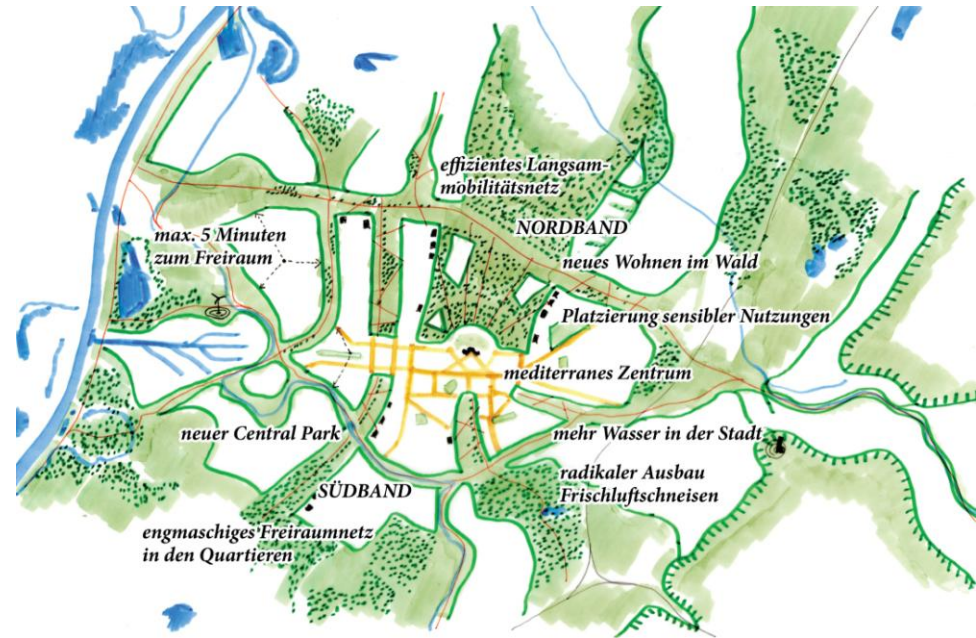 effizientes Langsam-
mobilitätsnetz
NORDBAND
max. 5 Minuten
zum Freiraum
neues Wohnen im Wald
Platzierung sensibler Nutzungen
mediterranes Zentrum
neuer Central Park
mehr Wasser in der Stadt
radikaler Ausbau
Frischluftschneisen
SÜDBAND
engmaschiges Freiraumnetz
in den Quartieren